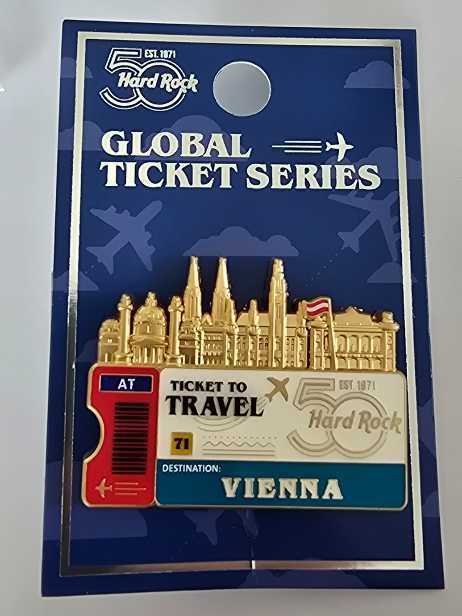 EST. 1971
50
Hard Rock
GLOBAL
TICKET SERIES
AT
TICKET TO
TRAVEL
71
EST 1971
50
Hard Rock
DESTINATION:
VIENNA